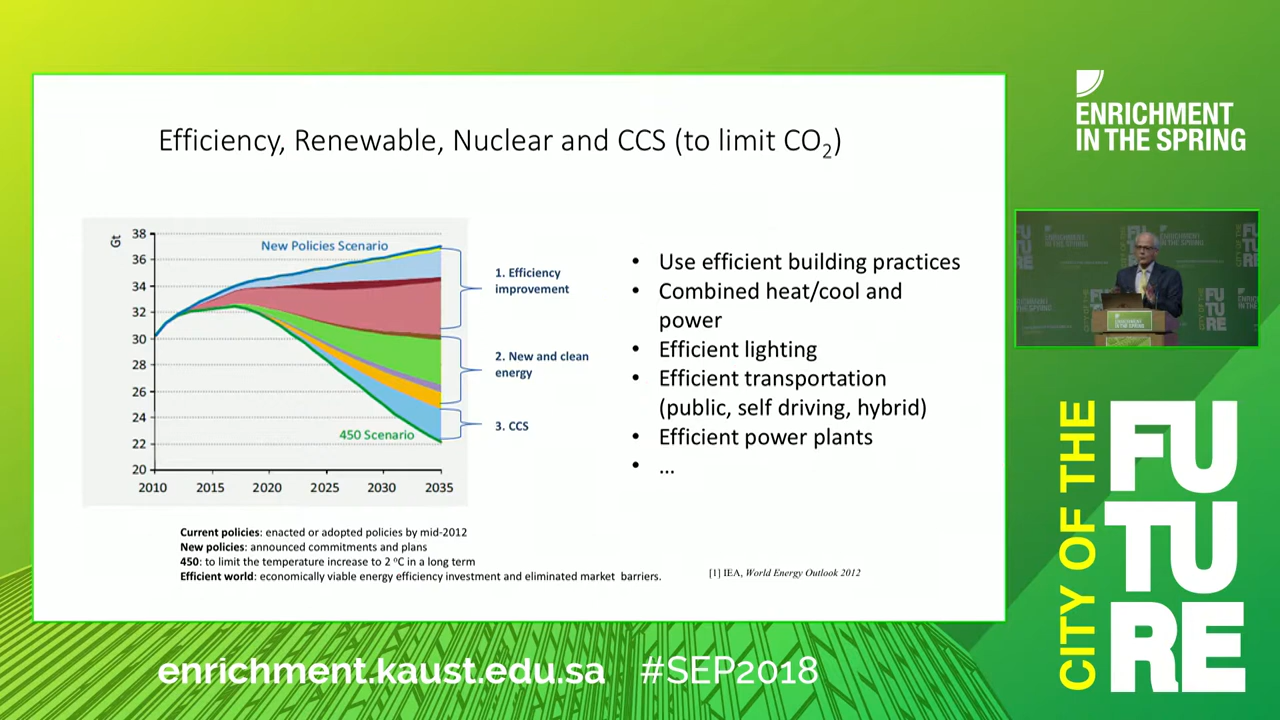 Efficiency, Renewable, Nuclear and CCS (to limit CO2)
Gt
38
36
34
32
30
28
26
24
22
20
2010 2015 2020 2025 2030 2035
New Policies Scenario
450 Scenario
1. Efficiency
improvement
2. New and clean
energy
3. CCS
• Use efficient building practices
• Combined heat/cool and
power
• Efficient lighting
• Efficient transportation
(public, self driving, hybrid)
• Efficient power plants
• ...
Current policies: enacted or adopted policies by mid-2012
New policies: announced commitments and plans
450: to limit the temperature increase to 2 °C in a long term
Efficient world: economically viable energy efficiency investment and eliminated market barriers.
[1] IEA, World Energy Outlook 2012
ENRICHMENT
IN THE SPRING
CITY OF THE
FU
TU
RE
enrichment.kaust.edu.sa #SEP2018